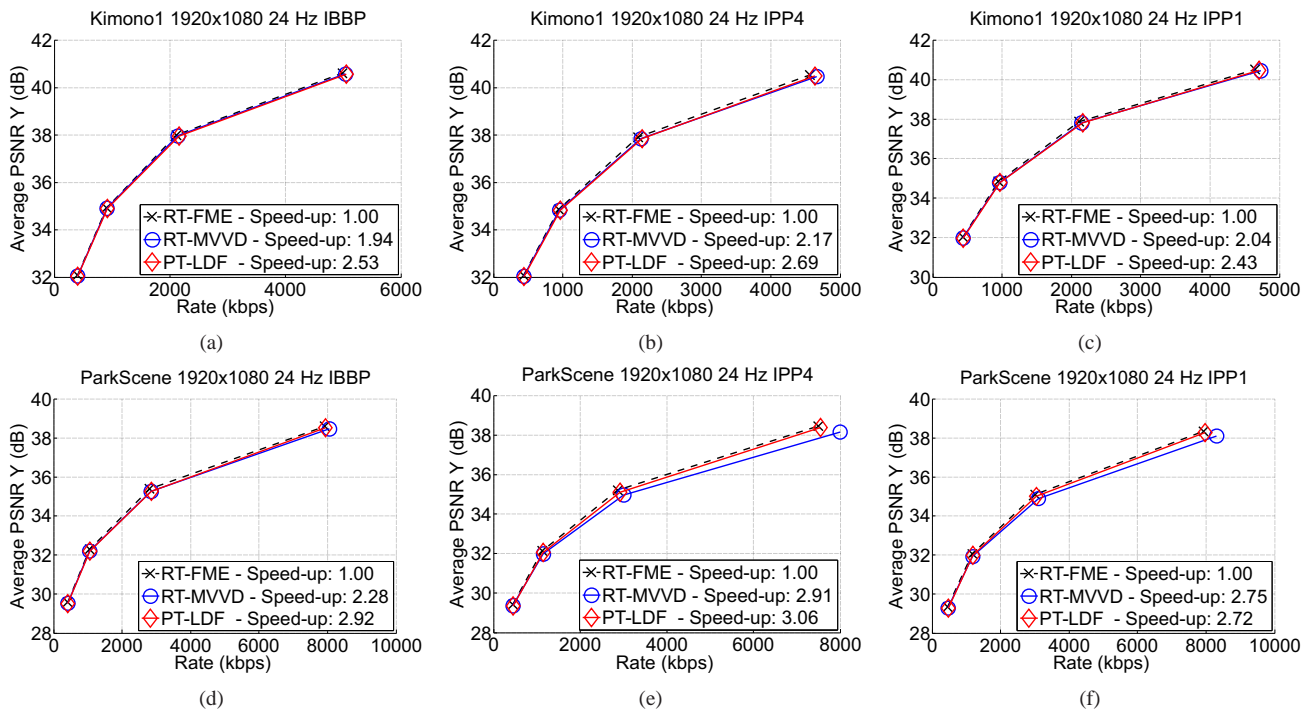 Kimono1 1920x1080 24 Hz IBBP
42
40
38
36
34
32
Average PSNR Y (dB)
RT-FME - Speed-up: 1.00
RT-MVVD - Speed-up: 1.94
PT-LDF - Speed-up: 2.53
0 2000 4000 6000
Rate (kbps)
(a)
Kimono1 1920x1080 24 Hz IPP4
42
40
38
36
34
32
30
Average PSNR Y (dB)
RT-FME - Speed-up: 1.00
RT-MVVD - Speed-up: 2.17
PT-LDF - Speed-up: 2.69
0 1000 2000 3000 4000 5000
Rate (kbps)
(b)
Kimono1 1920x1080 24 Hz IPP1
42
40
38
36
34
32
30
Average PSNR Y (dB)
RT-FME - Speed-up: 1.00
RT-MVVD - Speed-up: 2.04
PT-LDF - Speed-up: 2.43
0 1000 2000 3000 4000 5000
Rate (kbps)
(c)
ParkScene 1920x1080 24 Hz IBBP
40
38
36
34
32
30
28
Average PSNR Y (dB)
RT-FME - Speed-up: 1.00
RT-MVVD - Speed-up: 2.28
PT-LDF - Speed-up: 2.92
0 2000 4000 6000 8000 10000
Rate (kbps)
(d)
ParkScene 1920x1080 24 Hz IPP4
40
38
36
34
32
30
28
Average PSNR Y (dB)
RT-FME - Speed-up: 1.00
RT-MVVD - Speed-up: 2.91
PT-LDF - Speed-up: 3.06
0 2000 4000 6000 8000
Rate (kbps)
(e)
ParkScene 1920x1080 24 Hz IPP1
40
38
36
34
32
30
28
Average PSNR Y (dB)
RT-FME - Speed-up: 1.00
RT-MVVD - Speed-up: 2.75
PT-LDF - Speed-up: 2.72
0 2000 4000 6000 8000 10000
Rate (kbps)
(f)